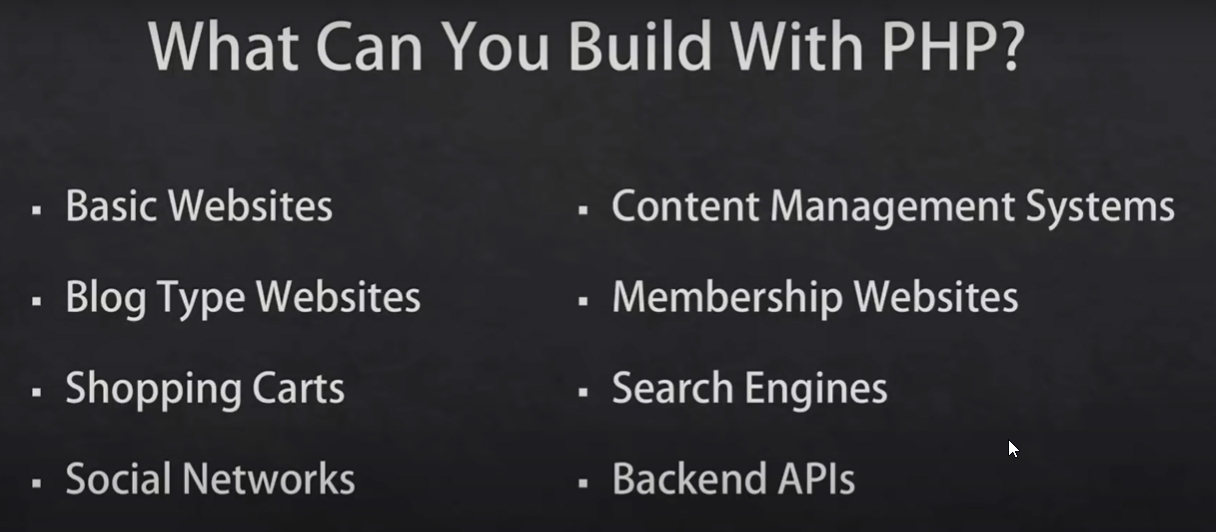 What Can You Build With PHP?
▪ Basic Websites
▪ Blog Type Websites
▪ Shopping Carts
▪ Social Networks
▪ Content Management Systems
▪ Membership Websites
▪ Search Engines
▪ Backend APIs